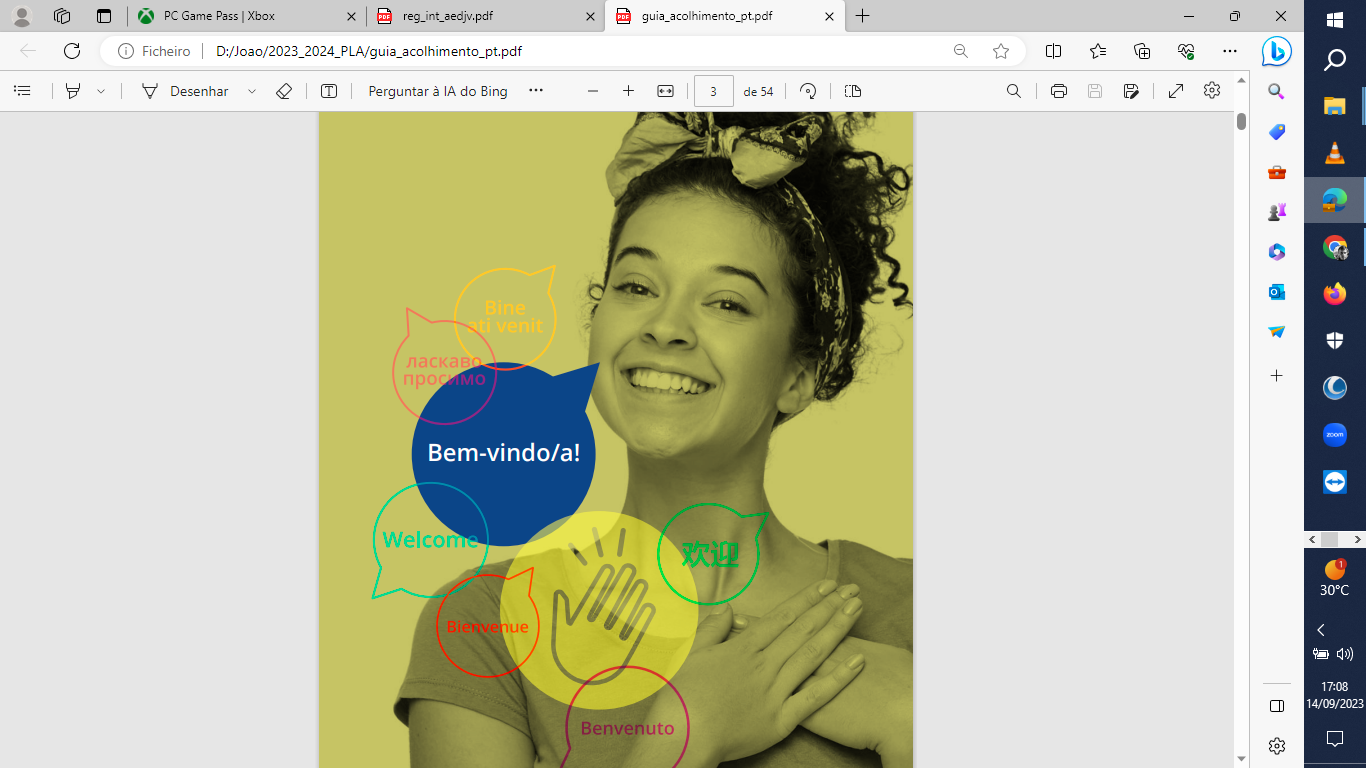 PC Game Pass | Xbox
reg_int_aedjv.pdf
guia_acolhimento_pt.pdf
Ficheiro
D:/Joao/2023_2024_PLA/guia_acolhimento_pt.pdf
Desenhar
Perguntar à IA do Bing
3
de 54
Bine
ati venit
ласкаво
просимо
Bem-vindo/a!
Welcome
欢迎
Bienvenue
Benvenuto
zoom
1
30°C
17:08
14/09/2023